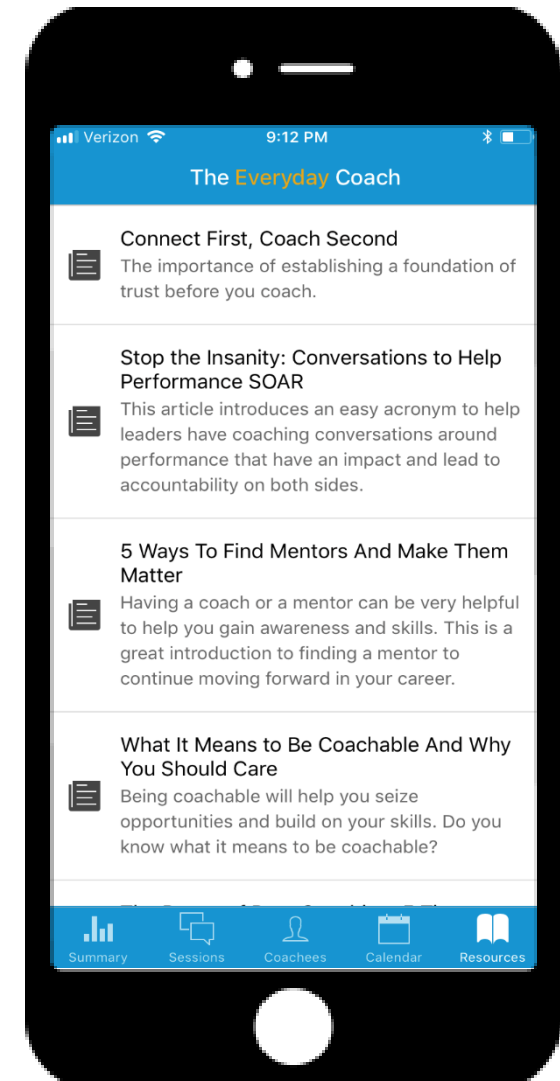 Verizon 9:12 PM
The Everyday Coach
Connect First, Coach Second
The importance of establishing a foundation of
trust before you coach.
Stop the Insanity: Conversations to Help
Performance SOAR
This article introduces an easy acronym to help
leaders have coaching conversations around
performance that have an impact and lead to
accountability on both sides.
5 Ways To Find Mentors And Make Them
Matter
Having a coach or a mentor can be very helpful
to help you gain awareness and skills. This is a
great introduction to finding a mentor to
continue moving forward in your career.
What It Means to Be Coachable And Why
You Should Care
Being coachable will help you seize
opportunities and build on your skills. Do you
know what it means to be coachable?
Summary Sessions Coachees Calendar Resources